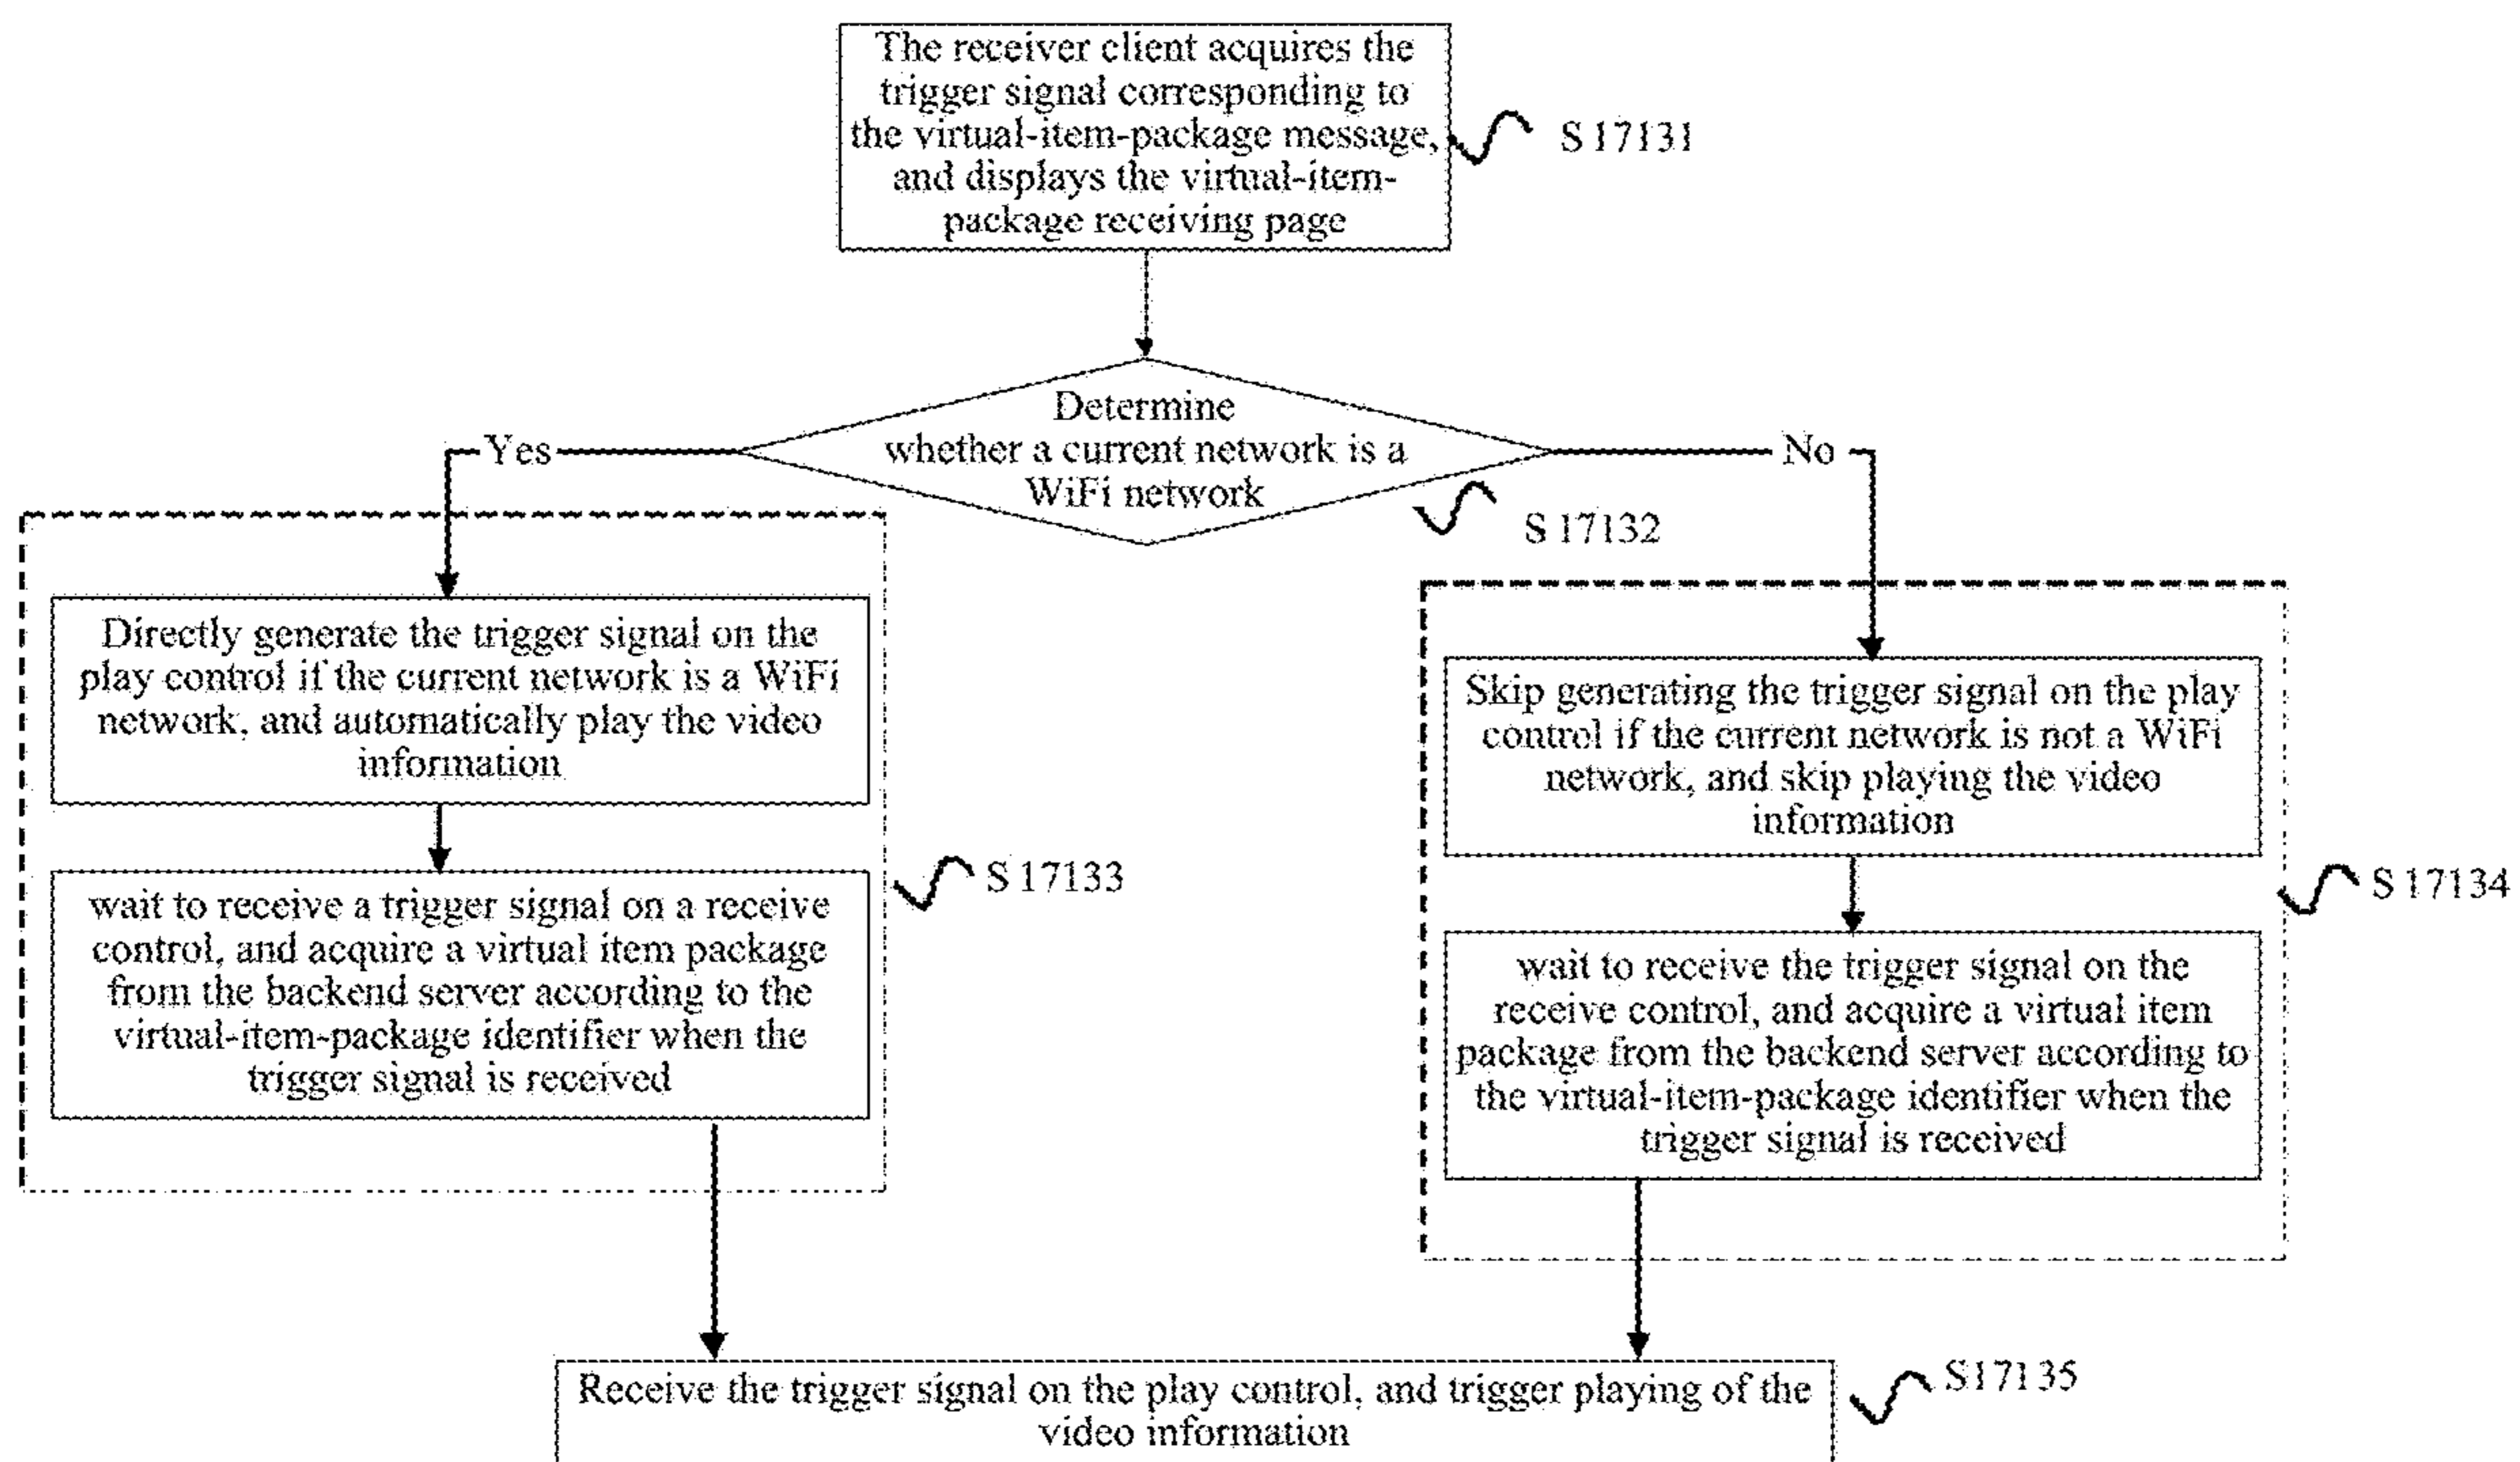 The receiver client acquires the
trigger signal corresponding to
the virtual-item-package message,
and displays the virtual-item-
package receiving page
S 17131
Determine
whether a current network is a
WiFi network
S 17132
Yes
No
Directly generate the trigger signal on the
play control if the current network is a WiFi
network, and automatically play the video
information
wait to receive a trigger signal on a receive
control, and acquire a virtual item package
from the backend server according to the
virtual-item-package identifier when the
trigger signal is received
S 17133
Skip generating the trigger signal on the play
control if the current network is not a WiFi
network, and skip playing the video
information
wait to receive the trigger signal on the
receive control, and acquire a virtual item
package from the backend server according to
the virtual-item-package identifier when the
trigger signal is received
S 17134
Receive the trigger signal on the play control, and trigger playing of the
video information
S17135